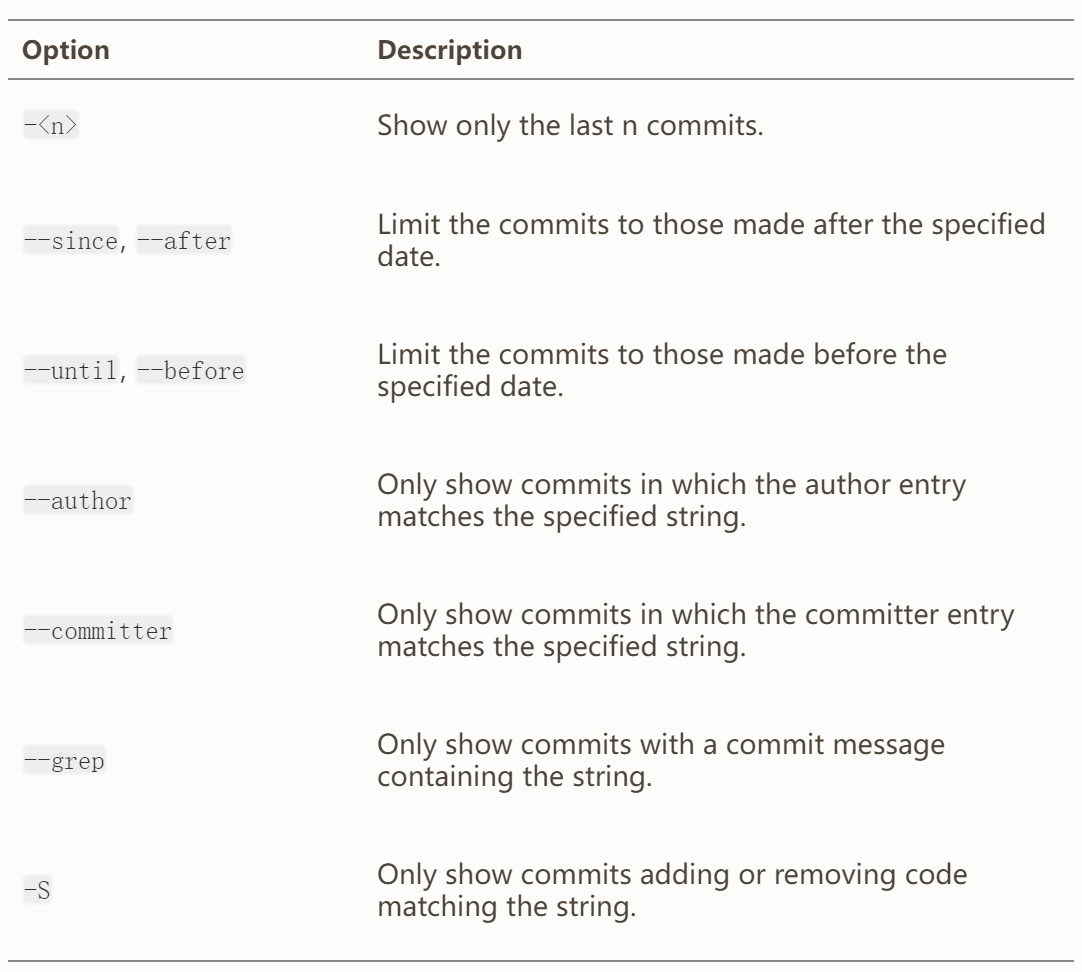 Option Description
-<n> Show only the last n commits.
--since, --after Limit the commits to those made after the specified
date.
--until, --before Limit the commits to those made before the
specified date.
--author Only show commits in which the author entry
matches the specified string.
--committer Only show commits in which the committer entry
matches the specified string.
--grep Only show commits with a commit message
containing the string.
-S Only show commits adding or removing code
matching the string.